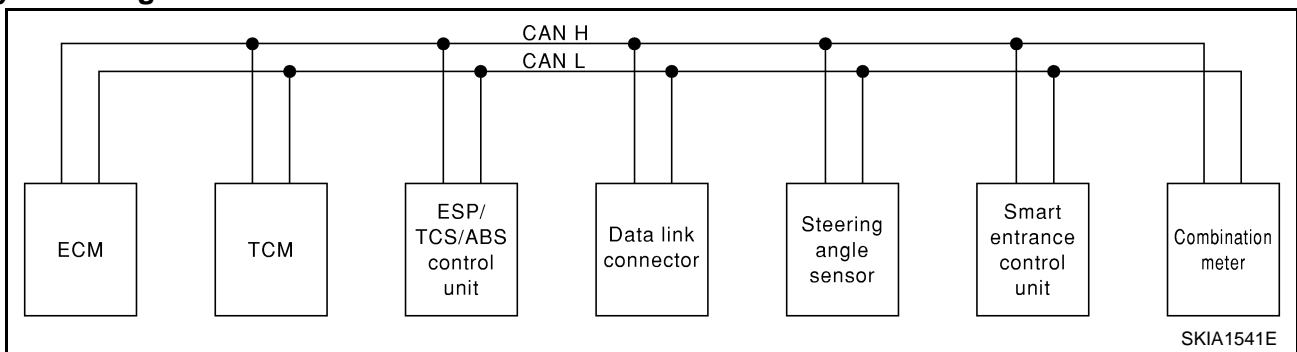 CAN H
CAN L
ECM
TCM
ESP/
TCS/ABS
control
unit
Data link
connector
Steering
angle
sensor
Smart
entrance
control
unit
Combination
meter
SKIA1541E